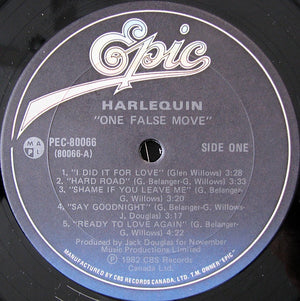 Epic
HARLEQUIN
"ONE FALSE MOVE"
M A
P L
PEC-80066
(80066-A)
SIDE ONE
1. "I DID IT FOR LOVE" (Glen Willows) 3:28
2. "HARD ROAD" (G. Belanger-G. Willows) 3:29
3. "SHAME IF YOU LEAVE ME" (G. Belanger-G.
Willows) 3:24
4. "SAY GOODNIGHT" (G. Belanger-G. Willows-J.
Douglas) 3:17
5. "READY TO LOVE AGAIN" (G. Belanger-G.
Willows) 4:22
Produced by Jack Douglas for November
Music Productions Limited
℗ 1982 CBS Records
Canada Ltd.
MANUFACTURED BY CBS RECORDS CANADA LTD. T.M. OWNER-"EPIC"